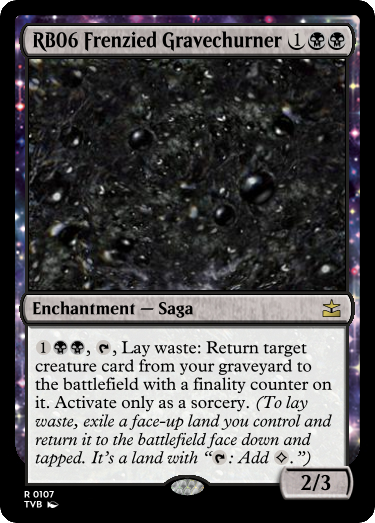 RB06 Frenzied Gravechurner 1
Enchantment — Saga
1, , Lay waste: Return target
creature card from your graveyard to
the battlefield with a finality counter on
it. Activate only as a sorcery. (To lay
waste, exile a face-up land you control and
return it to the battlefield face down and
tapped. It's a land with “: Add .”)
2/3
R 0107
TVB